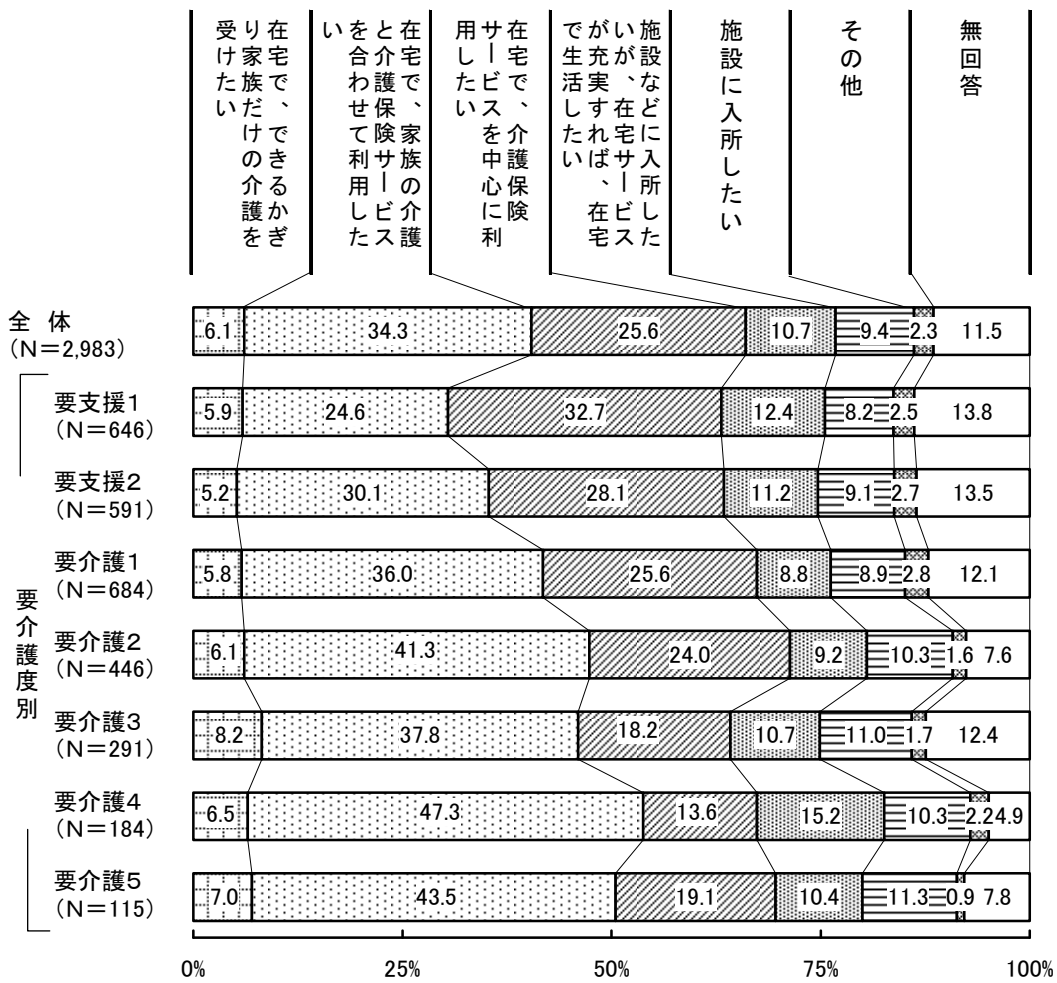 在宅で、できるかぎ
り家族だけの介護を
受けたい
在宅で、家族の介護
と介護保険サービス
を合わせて利用した
い
在宅で、介護保険
サービスを中心に利
用したい
施設などに入所した
いが、在宅サービス
が充実すれば、在宅
で生活したい
施設に入所したい
その他
無回答
全 体
(N=2,983)
6.1 34.3 25.6 10.7 9.4 2.3 11.5
要介護度別
要支援1
(N=646)
5.9 24.6 32.7 12.4 8.2 2.5 13.8
要支援2
(N=591)
5.2 30.1 28.1 11.2 9.1 2.7 13.5
要介護1
(N=684)
5.8 36.0 25.6 8.8 8.9 2.8 12.1
要介護2
(N=446)
6.1 41.3 24.0 9.2 10.3 1.6 7.6
要介護3
(N=291)
8.2 37.8 18.2 10.7 11.0 1.7 12.4
要介護4
(N=184)
6.5 47.3 13.6 15.2 10.3 2.2 4.9
要介護5
(N=115)
7.0 43.5 19.1 10.4 11.3 0.9 7.8
0% 25% 50% 75% 100%